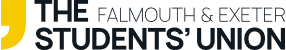 THE FALMOUTH & EXETER
STUDENTS' UNION